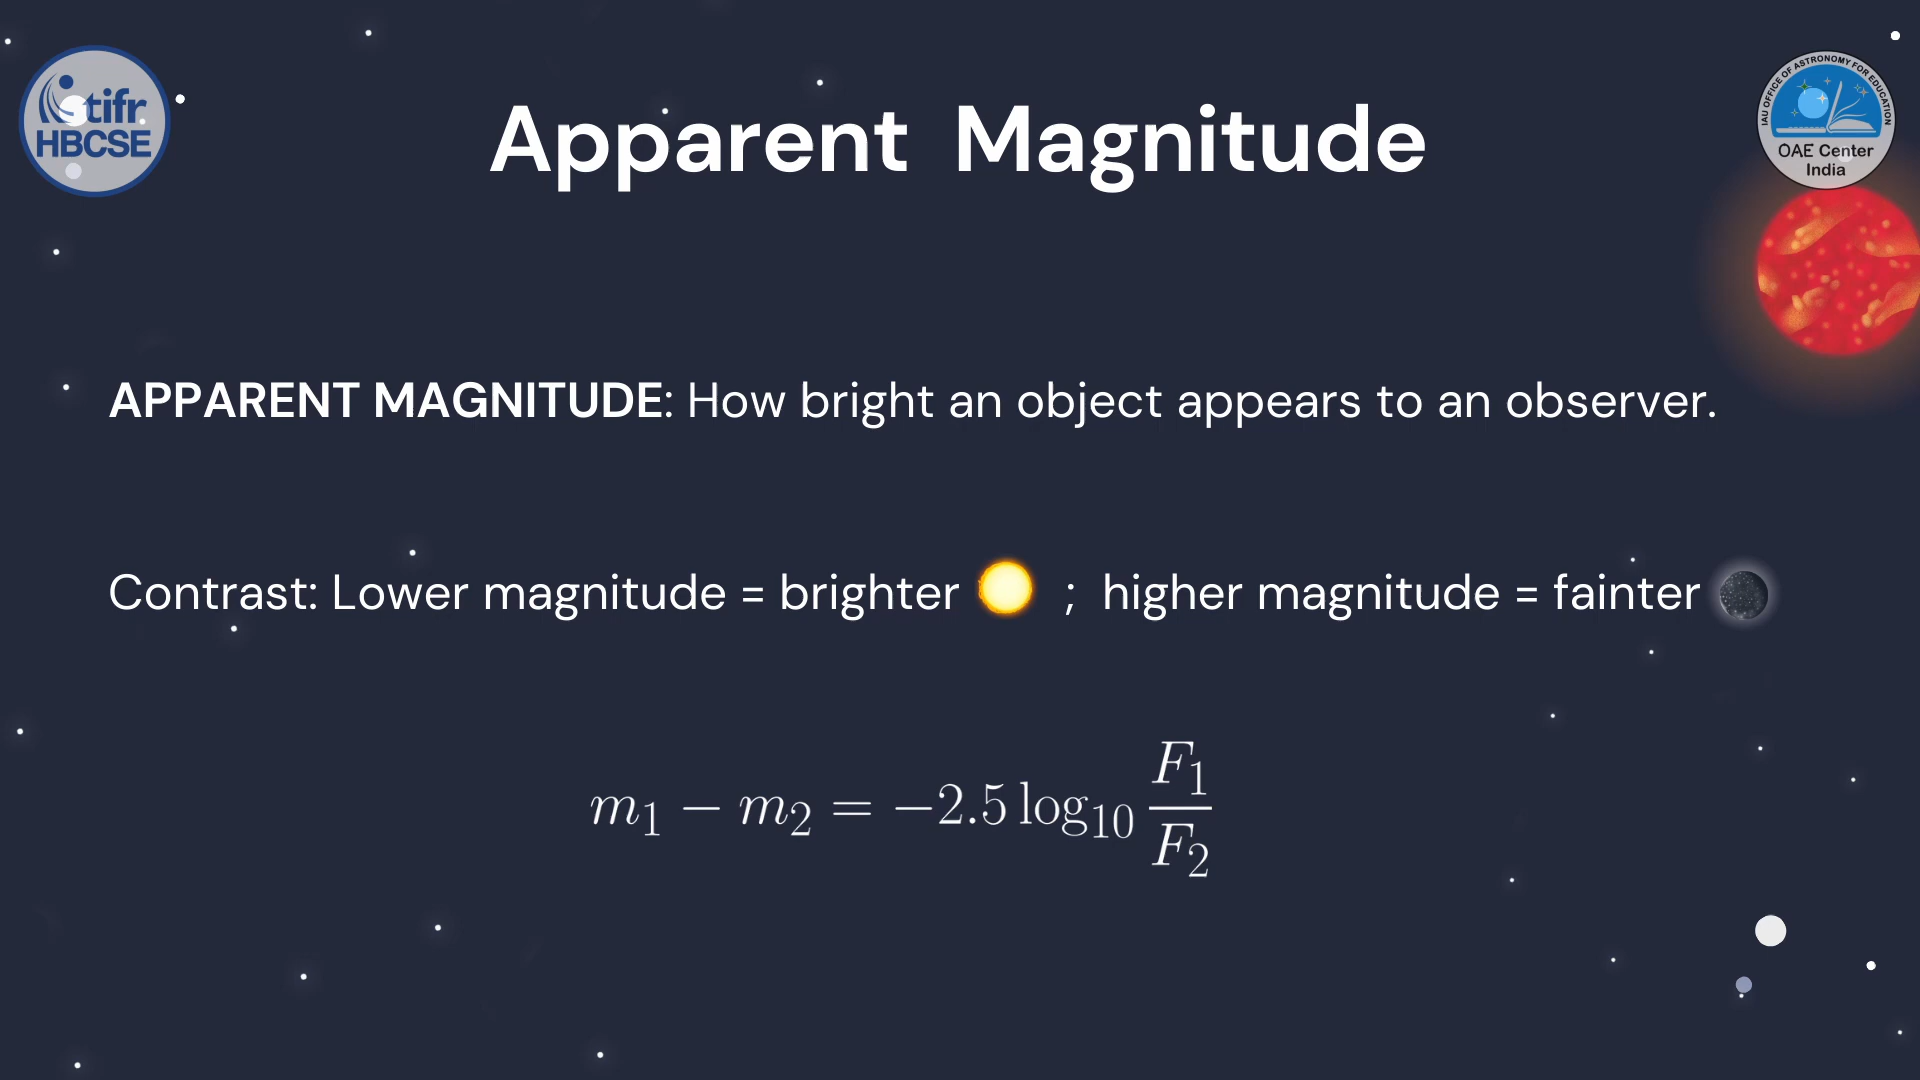 tifr
HBCSE
IAU OFFICE OF ASTRONOMY FOR EDUCATION
OAE Center
India
Apparent Magnitude
APPARENT MAGNITUDE: How bright an object appears to an observer.
Contrast: Lower magnitude = brighter ; higher magnitude = fainter
m₁ − m₂ = −2.5 log₁₀ F₁/F₂